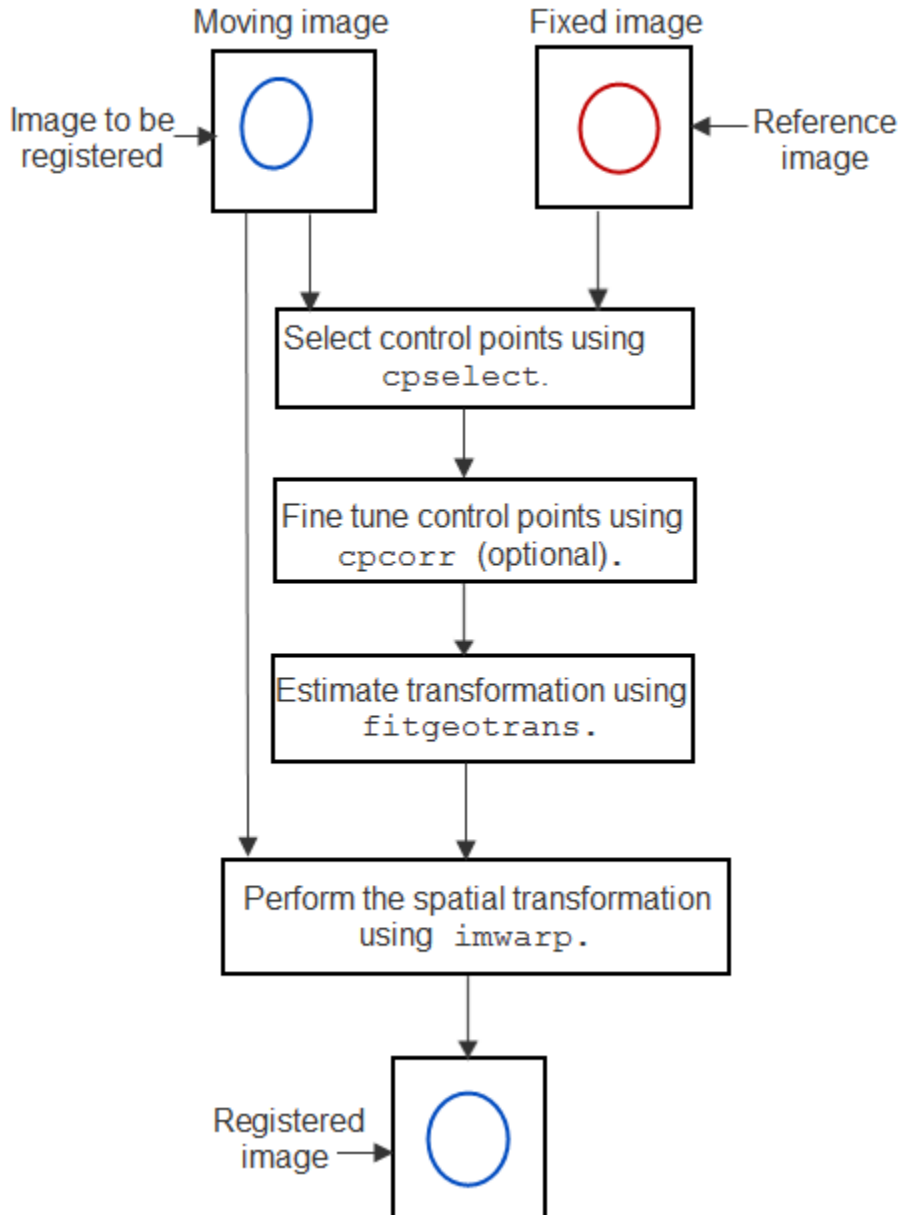 Moving image
Fixed image
Image to be
registered
Reference
image
Select control points using
cpselect.
Fine tune control points using
cpcorr (optional).
Estimate transformation using
fitgeotrans.
Perform the spatial transformation
using imwarp.
Registered
image